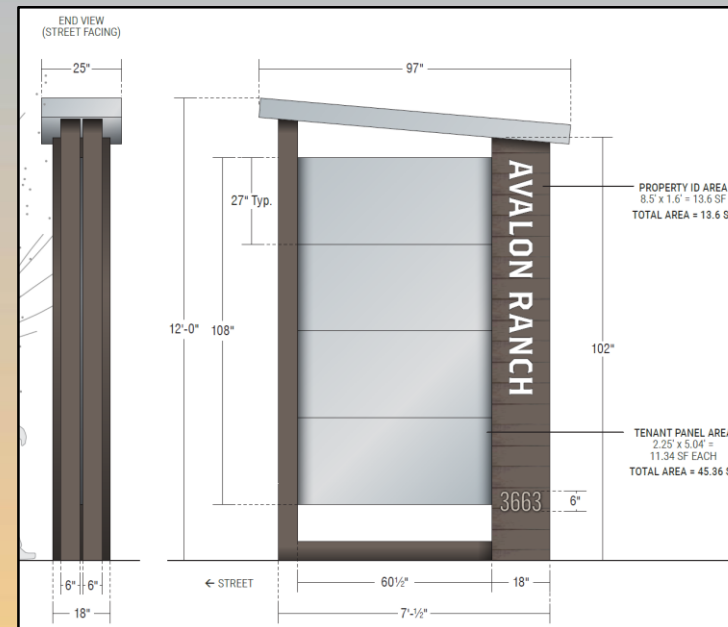 END VIEW
(STREET FACING)
25"
97"
27" Typ.
12'-0"
108"
AVALON RANCH
PROPERTY ID AREA
8.5' x 1.6' = 13.6 SF
TOTAL AREA = 13.6 S
102"
TENANT PANEL AREA
2.25' x 5.04' =
11.34 SF EACH
TOTAL AREA = 45.36 S
3663
6"
6"
6"
18"
← STREET
60½"
18"
7'-½"